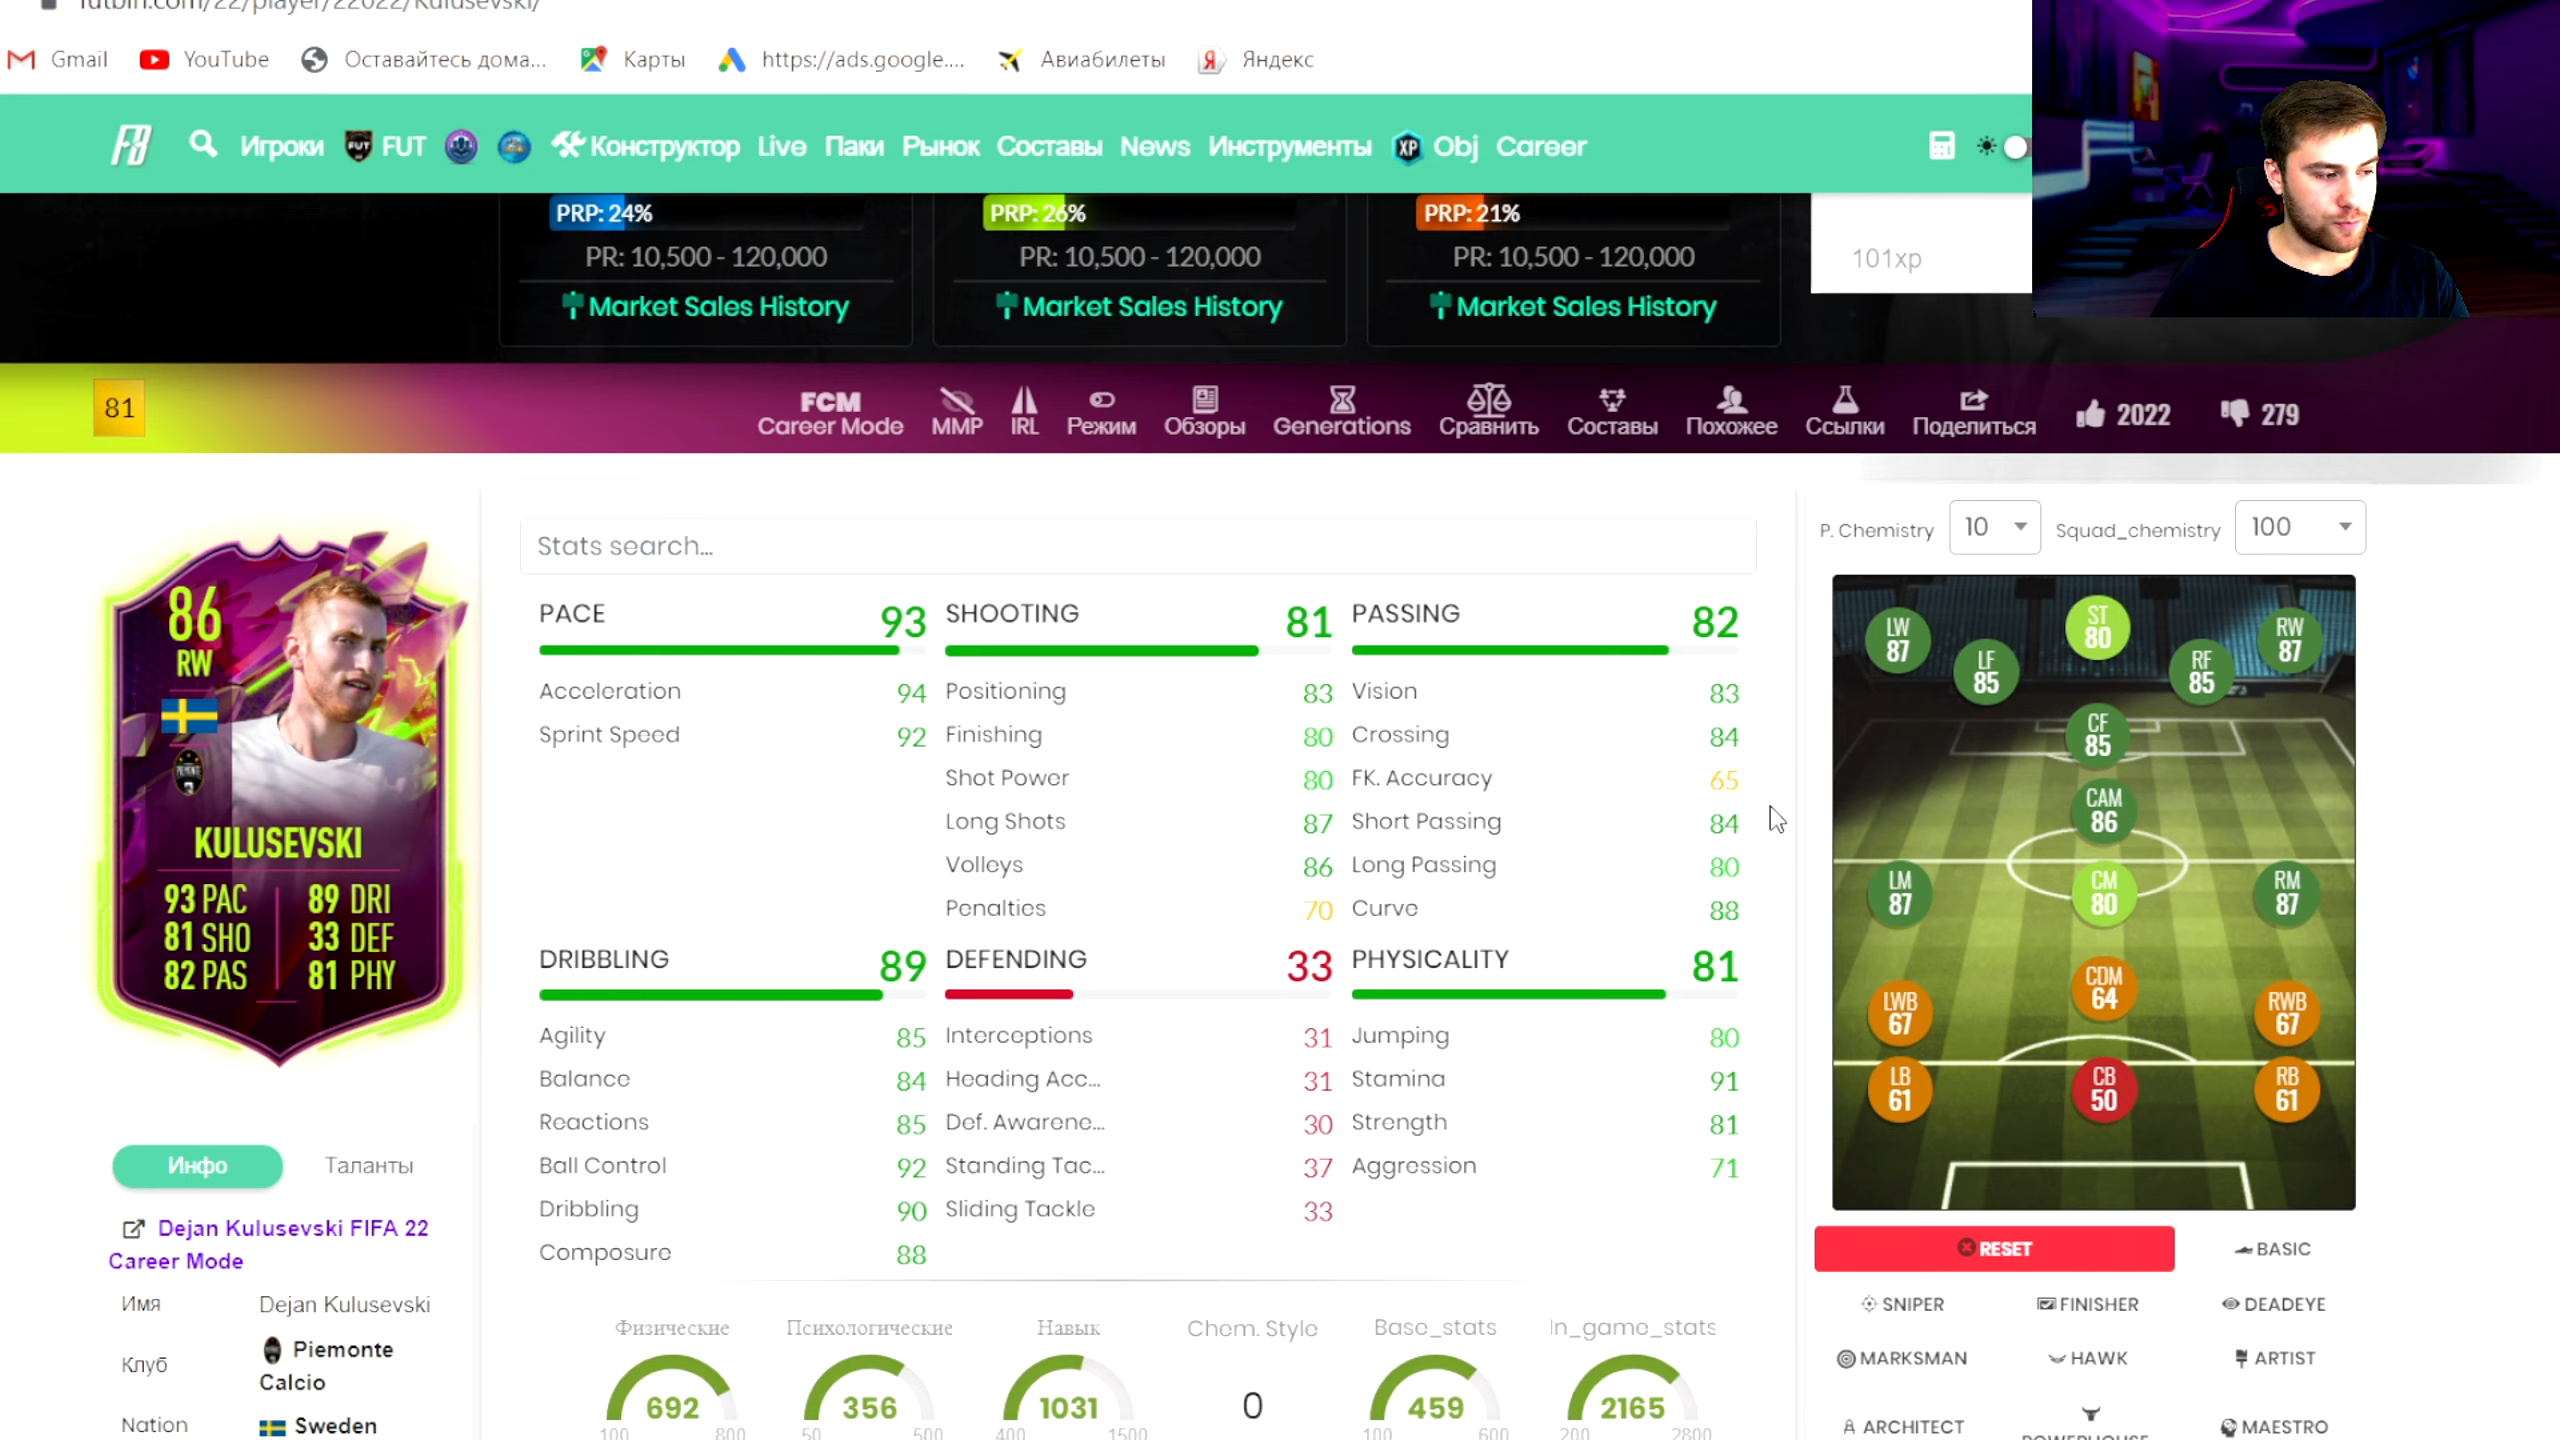 futbin.com/22/player/22022/Kulusevski/
Gmail YouTube Оставайтесь дома... Карты https://ads.google.... Авиабилеты Яндекс
Игроки FUT Конструктор Live Паки Рынок Составы News Инструменты XP Obj Career
PRP: 24% PRP: 26% PRP: 21%
PR: 10,500 - 120,000 PR: 10,500 - 120,000 PR: 10,500 - 120,000
Market Sales History Market Sales History Market Sales History
101xp
81
FCM
Career Mode MMP IRL Режим Обзоры Generations Сравнить Составы Похожее Ссылки Поделиться 2022 279
86
RW
KULUSEVSKI
93 PAC 89 DRI
81 SHO 33 DEF
82 PAS 81 PHY
Инфо Таланты
Dejan Kulusevski FIFA 22
Career Mode
Имя Dejan Kulusevski
Клуб Piemonte
Calcio
Nation Sweden
Stats search...
PACE 93 SHOOTING 81 PASSING 82
Acceleration 94 Positioning 83 Vision 83
Sprint Speed 92 Finishing 80 Crossing 84
Shot Power 80 FK. Accuracy 65
Long Shots 87 Short Passing 84
Volleys 86 Long Passing 80
Penalties 70 Curve 88
DRIBBLING 89 DEFENDING 33 PHYSICALITY 81
Agility 85 Interceptions 31 Jumping 80
Balance 84 Heading Acc... 31 Stamina 91
Reactions 85 Def. Awarene... 30 Strength 81
Ball Control 92 Standing Tac... 37 Aggression 71
Dribbling 90 Sliding Tackle 33
Composure 88
Физические Психологические Навык Chem. Style Base_stats In_game_stats
692 356 1031 0 459 2165
100 800 50 500 400 1500 100 600 200 2800
P. Chemistry 10 Squad_chemistry 100
LW 87 ST 80 RW 87
LF 85 RF 85
CF 85
CAM 86
LM 87 CM 80 RM 87
CDM 64
LWB 67 RWB 67
LB 61 CB 50 RB 61
RESET BASIC
SNIPER FINISHER DEADEYE
MARKSMAN HAWK ARTIST
ARCHITECT POWERHOUSE MAESTRO